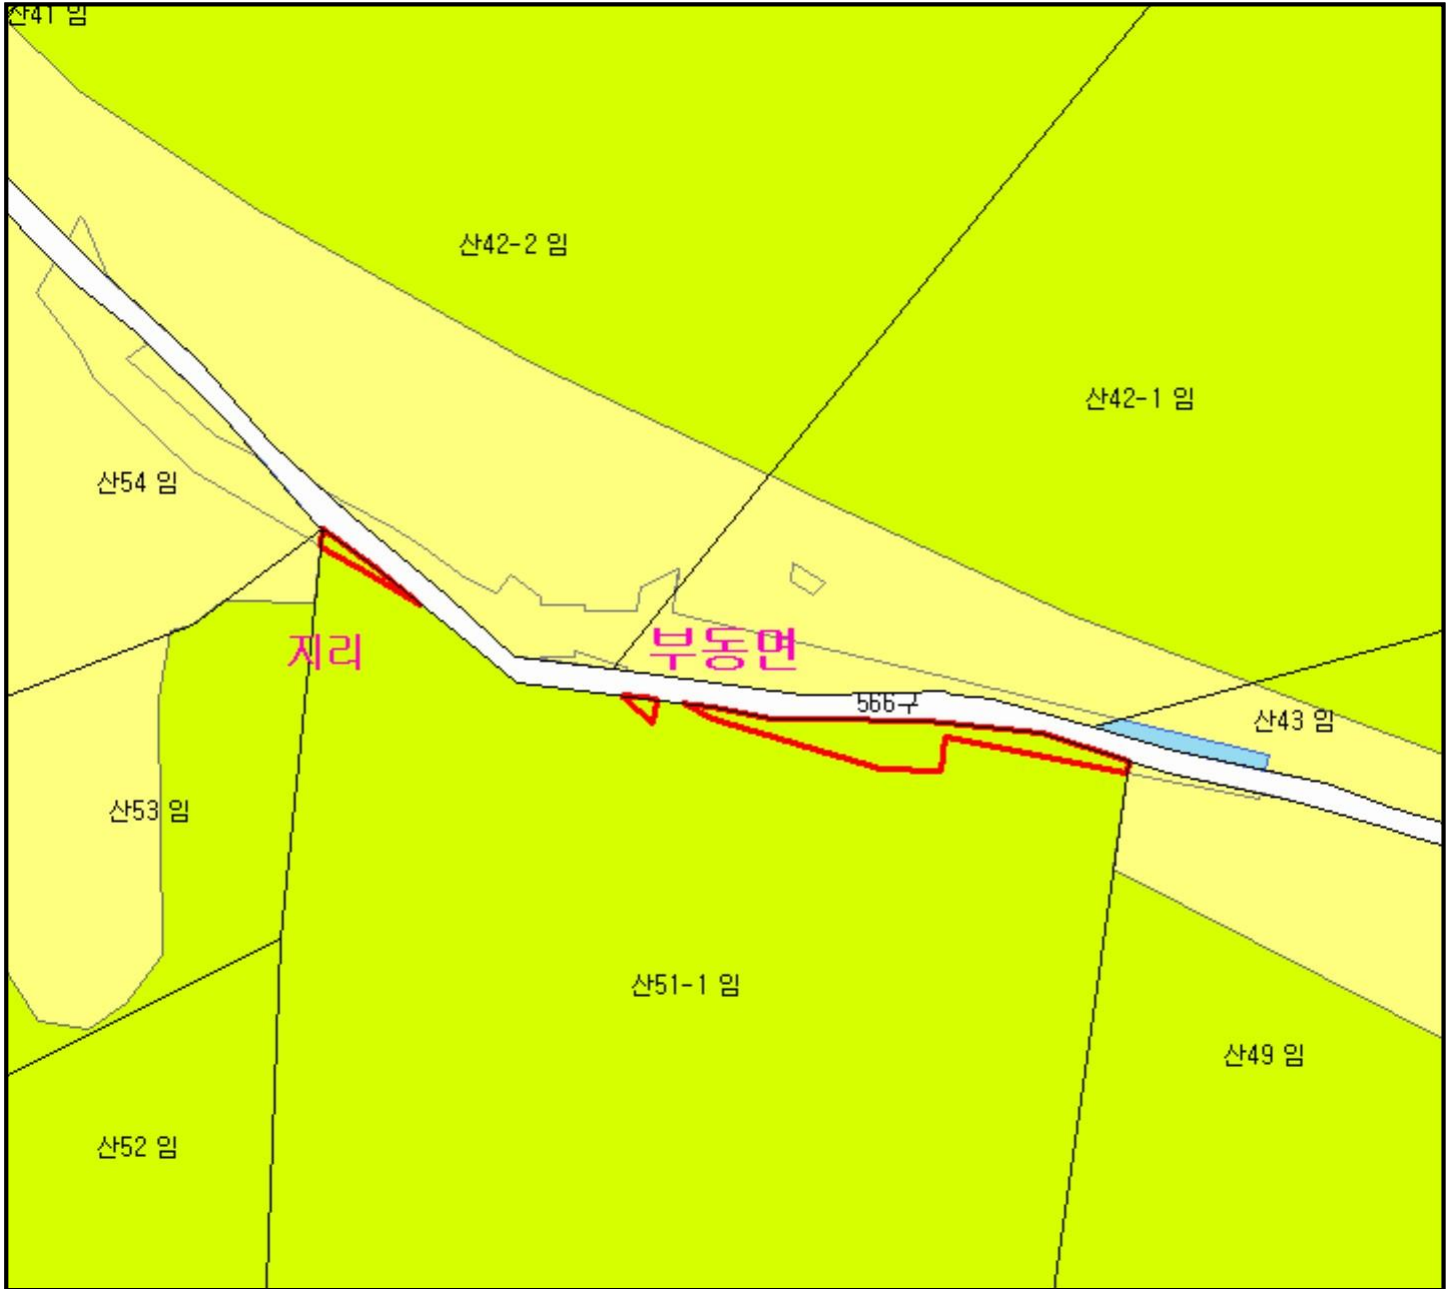 산41 임
산42-2 임
산42-1 임
산54 임
지리
부동면
566구
산43 임
산53 임
산51-1 임
산49 임
산52 임